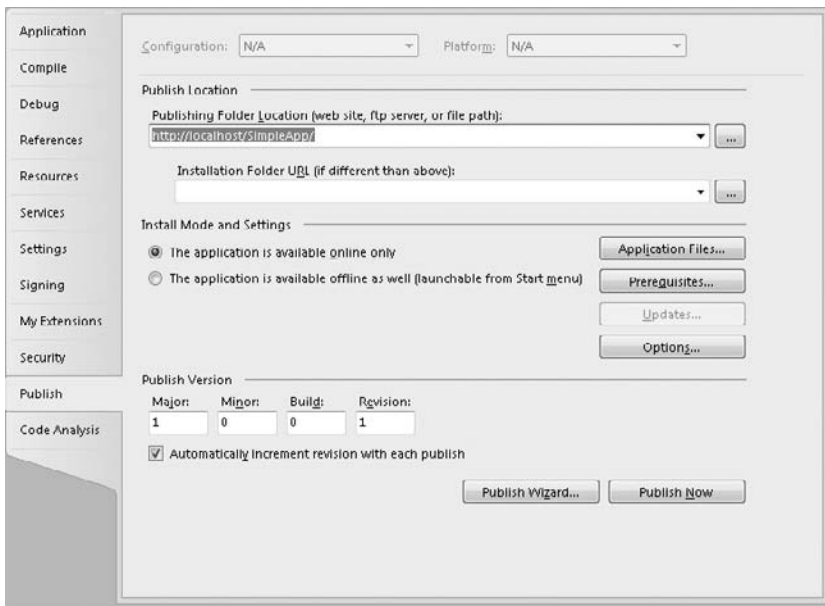 Application
Compile
Debug
References
Resources
Services
Settings
Signing
My Extensions
Security
Publish
Code Analysis
Configuration: N/A Platform: N/A
Publish Location
Publishing Folder Location (web site, ftp server, or file path):
http://localhost/SimpleApp/
...
Installation Folder URL (if different than above):
...
Install Mode and Settings
The application is available online only
The application is available offline as well (launchable from Start menu)
Application Files...
Prerequisites...
Updates...
Options...
Publish Version
Major: Minor: Build: Revision:
1 0 0 1
Automatically increment revision with each publish
Publish Wizard... Publish Now